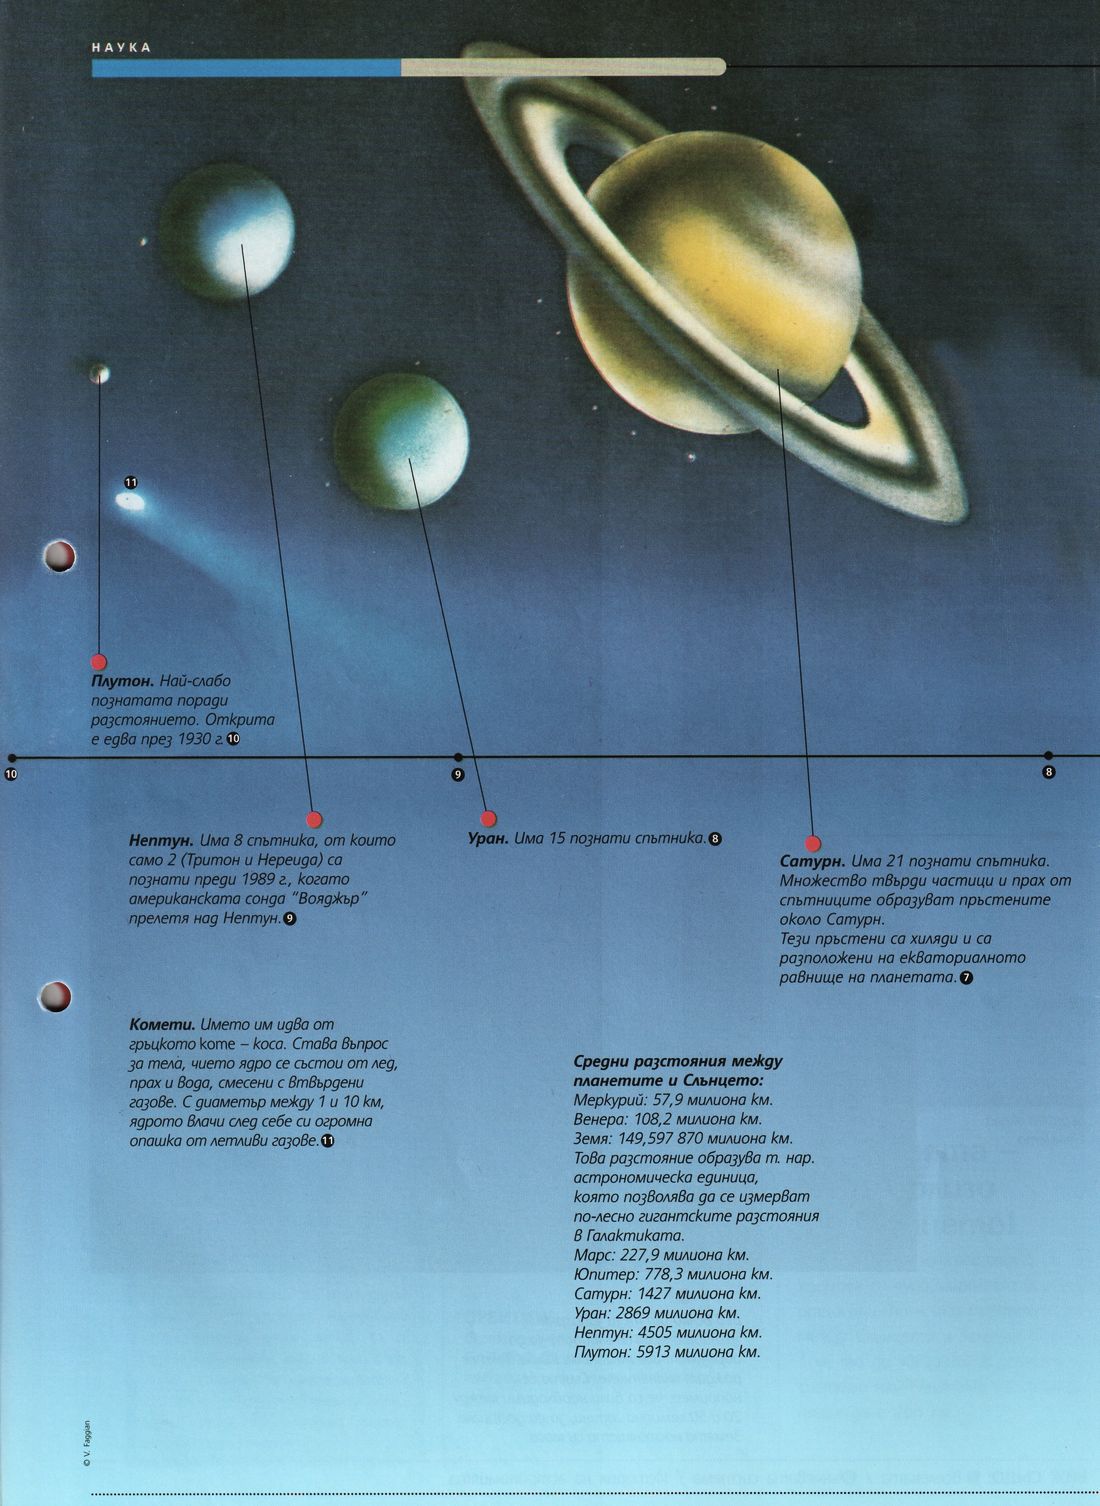 НАУКА
11
Плутон. Най-слабо
познатата поради
разстоянието. Открита
е едва през 1930 г. 10
10
9
8
Нептун. Има 8 спътника, от които
само 2 (Тритон и Нереида) са
познати преди 1989 г., когато
американската сонда "Вояджър"
прелетя над Нептун. 9
Уран. Има 15 познати спътника. 8
Сатурн. Има 21 познати спътника.
Множество твърди частици и прах от
спътниците образуват пръстените
около Сатурн.
Тези пръстени са хиляди и са
разположени на екваториалното
равнище на планетата. 7
Комети. Името им идва от
гръцкото kome – коса. Става въпрос
за тела, чието ядро се състои от лед,
прах и вода, смесени с втвърдени
газове. С диаметър между 1 и 10 км,
ядрото влачи след себе си огромна
опашка от летливи газове. 11
Средни разстояния между
планетите и Слънцето:
Меркурий: 57,9 милиона км.
Венера: 108,2 милиона км.
Земя: 149,597 870 милиона км.
Това разстояние образува т. нар.
астрономическа единица,
която позволява да се измерват
по-лесно гигантските разстояния
в Галактиката.
Марс: 227,9 милиона км.
Юпитер: 778,3 милиона км.
Сатурн: 1427 милиона км.
Уран: 2869 милиона км.
Нептун: 4505 милиона км.
Плутон: 5913 милиона км.
© V. Faggian